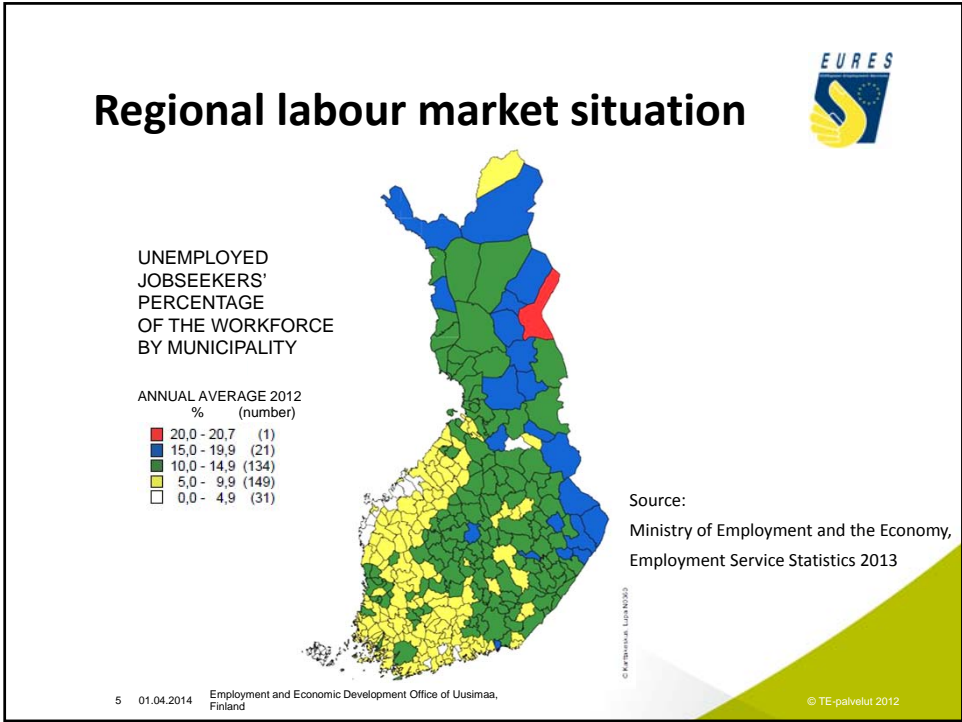 EURES
Regional labour market situation
UNEMPLOYED
JOBSEEKERS'
PERCENTAGE
OF THE WORKFORCE
BY MUNICIPALITY
ANNUAL AVERAGE 2012
% (number)
20,0 - 20,7 (1)
15,0 - 19,9 (21)
10,0 - 14,9 (134)
5,0 - 9,9 (149)
0,0 - 4,9 (31)
Source:
Ministry of Employment and the Economy,
Employment Service Statistics 2013
© Karttakeskus, Lupa N0363
5 01.04.2014 Employment and Economic Development Office of Uusimaa,
Finland
© TE-palvelut 2012